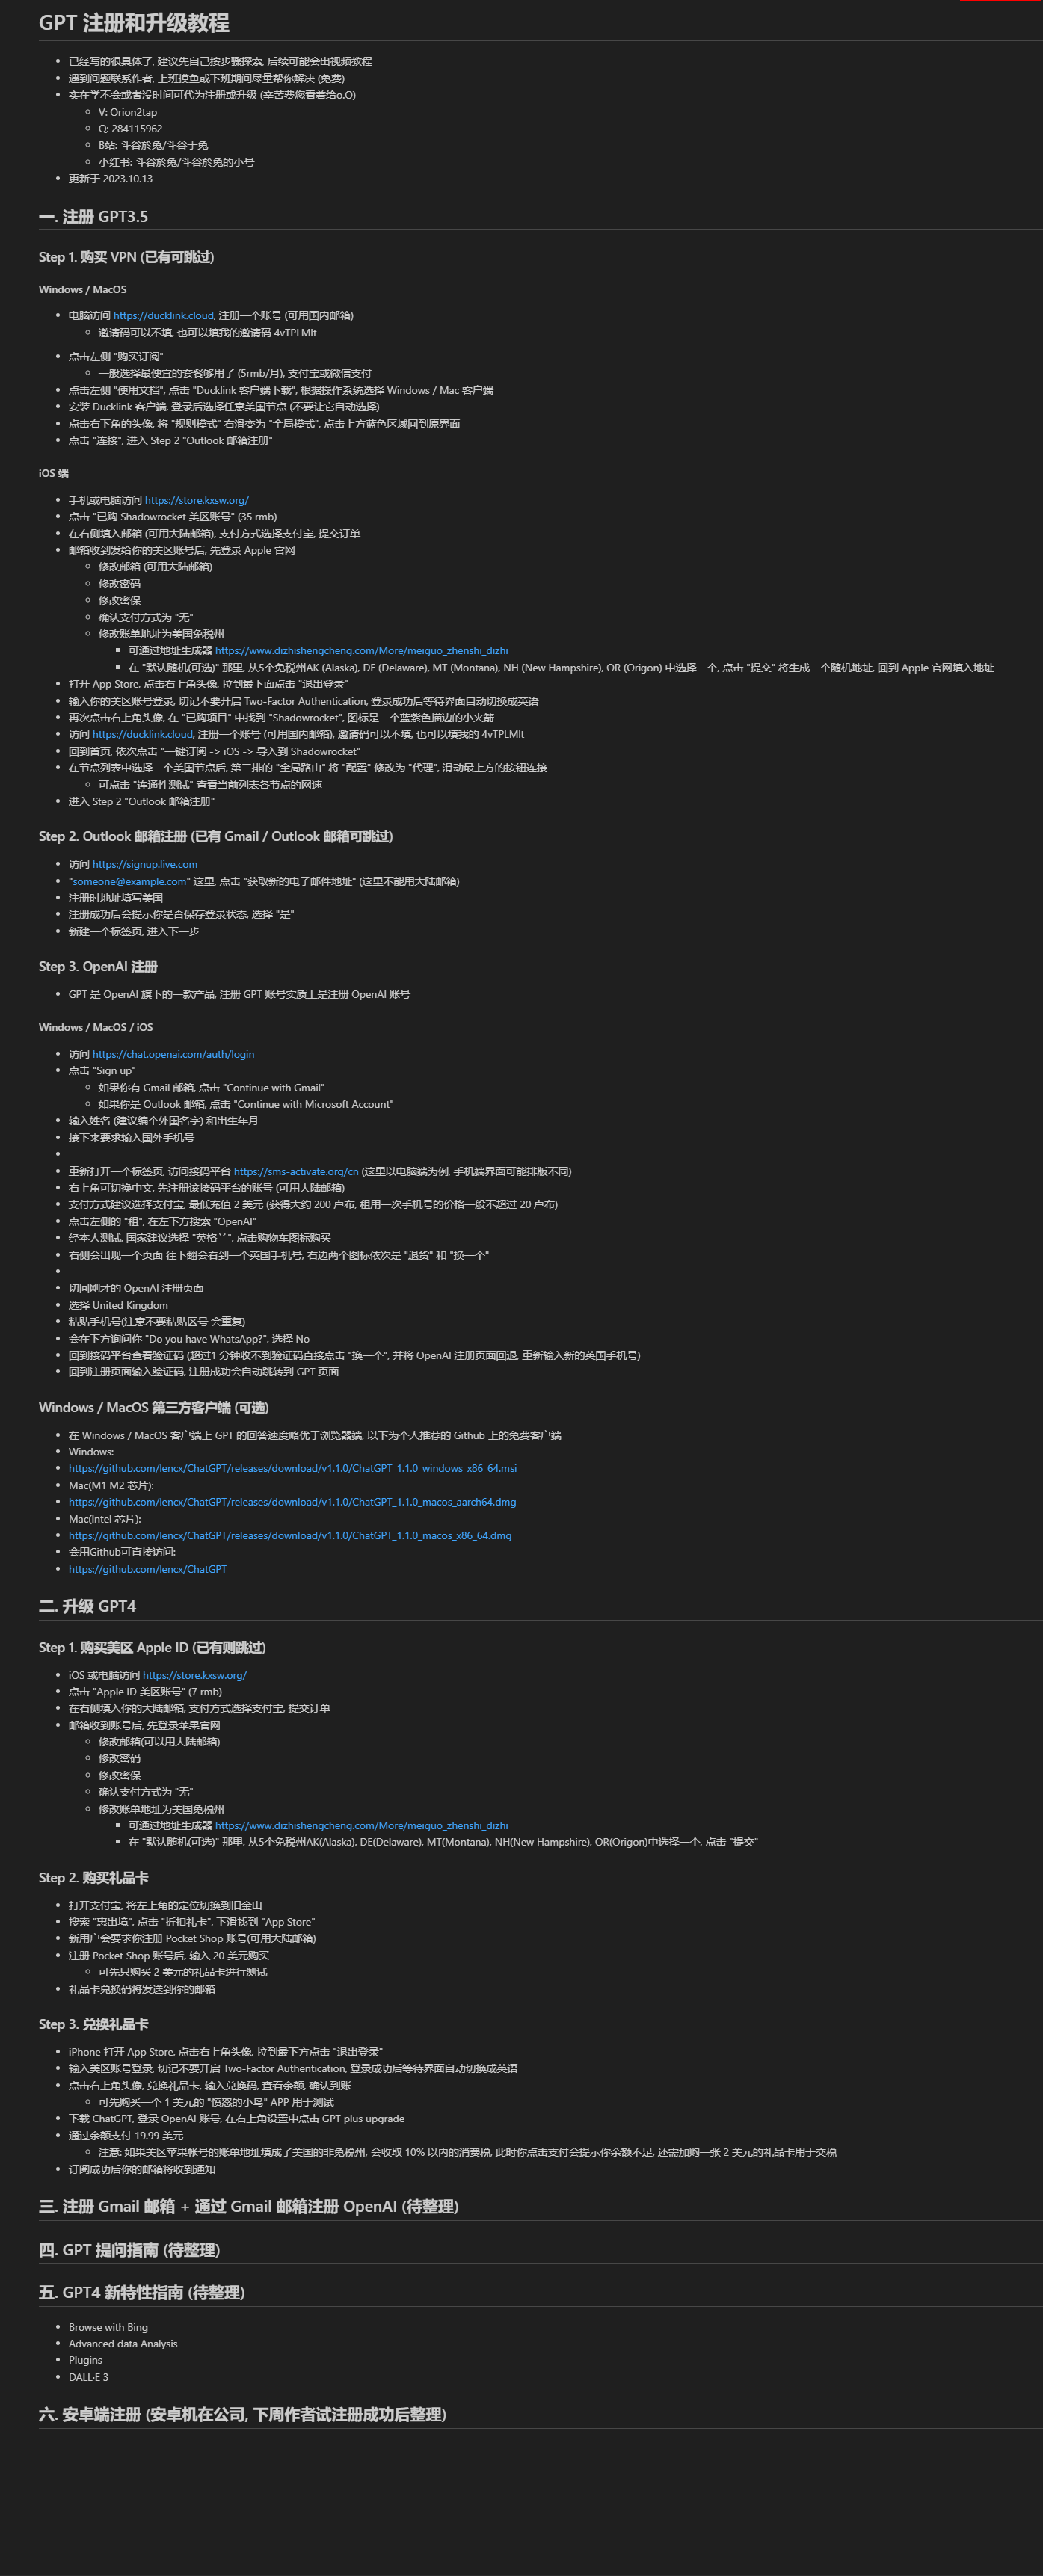 GPT 注册和升级教程
已经写的很具体了, 建议先自己按步骤探索, 后续可能会出视频教程
遇到问题联系作者, 上班摸鱼或下班期间尽量帮你解决 (免费)
实在学不会或者没时间可代为注册或升级 (辛苦费您看着给o.O)
V: Orion2tap
Q: 284115962
B站: 斗谷於兔/斗谷于兔
小红书: 斗谷於兔/斗谷於兔的小号
更新于 2023.10.13
一. 注册 GPT3.5
Step 1. 购买 VPN (已有可跳过)
Windows / MacOS
电脑访问 https://ducklink.cloud, 注册一个账号 (可用国内邮箱)
邀请码可以不填, 也可以填我的邀请码 4vTPLMIt
点击左侧 "购买订阅"
一般选择最便宜的套餐够用了 (5rmb/月), 支付宝或微信支付
点击左侧 "使用文档", 点击 "Ducklink 客户端下载", 根据操作系统选择 Windows / Mac 客户端
安装 Ducklink 客户端, 登录后选择任意美国节点 (不要让它自动选择)
点击右下角的头像, 将 "规则模式" 右滑变为 "全局模式", 点击上方蓝色区域回到原界面
点击 "连接", 进入 Step 2 "Outlook 邮箱注册"
iOS 端
手机或电脑访问 https://store.kxsw.org/
点击 "已购 Shadowrocket 美区账号" (35 rmb)
在右侧填入邮箱 (可用大陆邮箱), 支付方式选择支付宝, 提交订单
邮箱收到发给你的美区账号后, 先登录 Apple 官网
修改邮箱 (可用大陆邮箱)
修改密码
修改密保
确认支付方式为 "无"
修改账单地址为美国免税州
可通过地址生成器 https://www.dizhishengcheng.com/More/meiguo_zhenshi_dizhi
在 "默认随机(可选)" 那里, 从5个免税州AK (Alaska), DE (Delaware), MT (Montana), NH (New Hampshire), OR (Origon) 中选择一个, 点击 "提交" 将生成一个随机地址, 回到 Apple 官网填入地址
打开 App Store, 点击右上角头像, 拉到最下面点击 "退出登录"
输入你的美区账号登录, 切记不要开启 Two-Factor Authentication, 登录成功后等待界面自动切换成英语
再次点击右上角头像, 在 "已购项目" 中找到 "Shadowrocket", 图标是一个蓝紫色描边的小火箭
访问 https://ducklink.cloud, 注册一个账号 (可用国内邮箱), 邀请码可以不填, 也可以填我的 4vTPLMIt
回到首页, 依次点击 "一键订阅 -> iOS -> 导入到 Shadowrocket"
在节点列表中选择一个美国节点后, 第二排的 "全局路由" 将 "配置" 修改为 "代理", 滑动最上方的按钮连接
可点击 "连通性测试" 查看当前列表各节点的网速
进入 Step 2 "Outlook 邮箱注册"
Step 2. Outlook 邮箱注册 (已有 Gmail / Outlook 邮箱可跳过)
访问 https://signup.live.com
"someone@example.com" 这里, 点击 "获取新的电子邮件地址" (这里不能用大陆邮箱)
注册时地址填写美国
注册成功后会提示你是否保存登录状态, 选择 "是"
新建一个标签页, 进入下一步
Step 3. OpenAI 注册
GPT 是 OpenAI 旗下的一款产品, 注册 GPT 账号实质上是注册 OpenAI 账号
Windows / MacOS / iOS
访问 https://chat.openai.com/auth/login
点击 "Sign up"
如果你有 Gmail 邮箱, 点击 "Continue with Gmail"
如果你是 Outlook 邮箱, 点击 "Continue with Microsoft Account"
输入姓名 (建议编个外国名字) 和出生年月
接下来要求输入国外手机号
重新打开一个标签页, 访问接码平台 https://sms-activate.org/cn (这里以电脑端为例, 手机端界面可能排版不同)
右上角可切换中文, 先注册该接码平台的账号 (可用大陆邮箱)
支付方式建议选择支付宝, 最低充值 2 美元 (获得大约 200 卢布, 租用一次手机号的价格一般不超过 20 卢布)
点击左侧的 "租", 在左下方搜索 "OpenAI"
经本人测试, 国家建议选择 "英格兰", 点击购物车图标购买
右侧会出现一个页面 往下翻会看到一个英国手机号, 右边两个图标依次是 "退货" 和 "换一个"
切回刚才的 OpenAI 注册页面
选择 United Kingdom
粘贴手机号(注意不要粘贴区号 会重复)
会在下方询问你 "Do you have WhatsApp?", 选择 No
回到接码平台查看验证码 (超过1 分钟收不到验证码直接点击 "换一个", 并将 OpenAI 注册页面回退, 重新输入新的英国手机号)
回到注册页面输入验证码, 注册成功会自动跳转到 GPT 页面
Windows / MacOS 第三方客户端 (可选)
在 Windows / MacOS 客户端上 GPT 的回答速度略优于浏览器端, 以下为个人推荐的 Github 上的免费客户端
Windows:
https://github.com/lencx/ChatGPT/releases/download/v1.1.0/ChatGPT_1.1.0_windows_x86_64.msi
Mac(M1 M2 芯片):
https://github.com/lencx/ChatGPT/releases/download/v1.1.0/ChatGPT_1.1.0_macos_aarch64.dmg
Mac(Intel 芯片):
https://github.com/lencx/ChatGPT/releases/download/v1.1.0/ChatGPT_1.1.0_macos_x86_64.dmg
会用Github可直接访问:
https://github.com/lencx/ChatGPT
二. 升级 GPT4
Step 1. 购买美区 Apple ID (已有则跳过)
iOS 或电脑访问 https://store.kxsw.org/
点击 "Apple ID 美区账号" (7 rmb)
在右侧填入你的大陆邮箱, 支付方式选择支付宝, 提交订单
邮箱收到账号后, 先登录苹果官网
修改邮箱(可以用大陆邮箱)
修改密码
修改密保
确认支付方式为 "无"
修改账单地址为美国免税州
可通过地址生成器 https://www.dizhishengcheng.com/More/meiguo_zhenshi_dizhi
在 "默认随机(可选)" 那里, 从5个免税州AK(Alaska), DE(Delaware), MT(Montana), NH(New Hampshire), OR(Origon)中选择一个, 点击 "提交"
Step 2. 购买礼品卡
打开支付宝, 将左上角的定位切换到旧金山
搜索 "惠出境", 点击 "折扣礼卡", 下滑找到 "App Store"
新用户会要求你注册 Pocket Shop 账号(可用大陆邮箱)
注册 Pocket Shop 账号后, 输入 20 美元购买
可先只购买 2 美元的礼品卡进行测试
礼品卡兑换码将发送到你的邮箱
Step 3. 兑换礼品卡
iPhone 打开 App Store, 点击右上角头像, 拉到最下方点击 "退出登录"
输入美区账号登录, 切记不要开启 Two-Factor Authentication, 登录成功后等待界面自动切换成英语
点击右上角头像, 兑换礼品卡, 输入兑换码, 查看余额, 确认到账
可先购买一个 1 美元的 "愤怒的小鸟" APP 用于测试
下载 ChatGPT, 登录 OpenAI 账号, 在右上角设置中点击 GPT plus upgrade
通过余额支付 19.99 美元
注意: 如果美区苹果帐号的账单地址填成了美国的非免税州, 会收取 10% 以内的消费税, 此时你点击支付会提示你余额不足, 还需加购一张 2 美元的礼品卡用于交税
订阅成功后你的邮箱将收到通知
三. 注册 Gmail 邮箱 + 通过 Gmail 邮箱注册 OpenAI (待整理)
四. GPT 提问指南 (待整理)
五. GPT4 新特性指南 (待整理)
Browse with Bing
Advanced data Analysis
Plugins
DALL·E 3
六. 安卓端注册 (安卓机在公司, 下周作者试注册成功后整理)